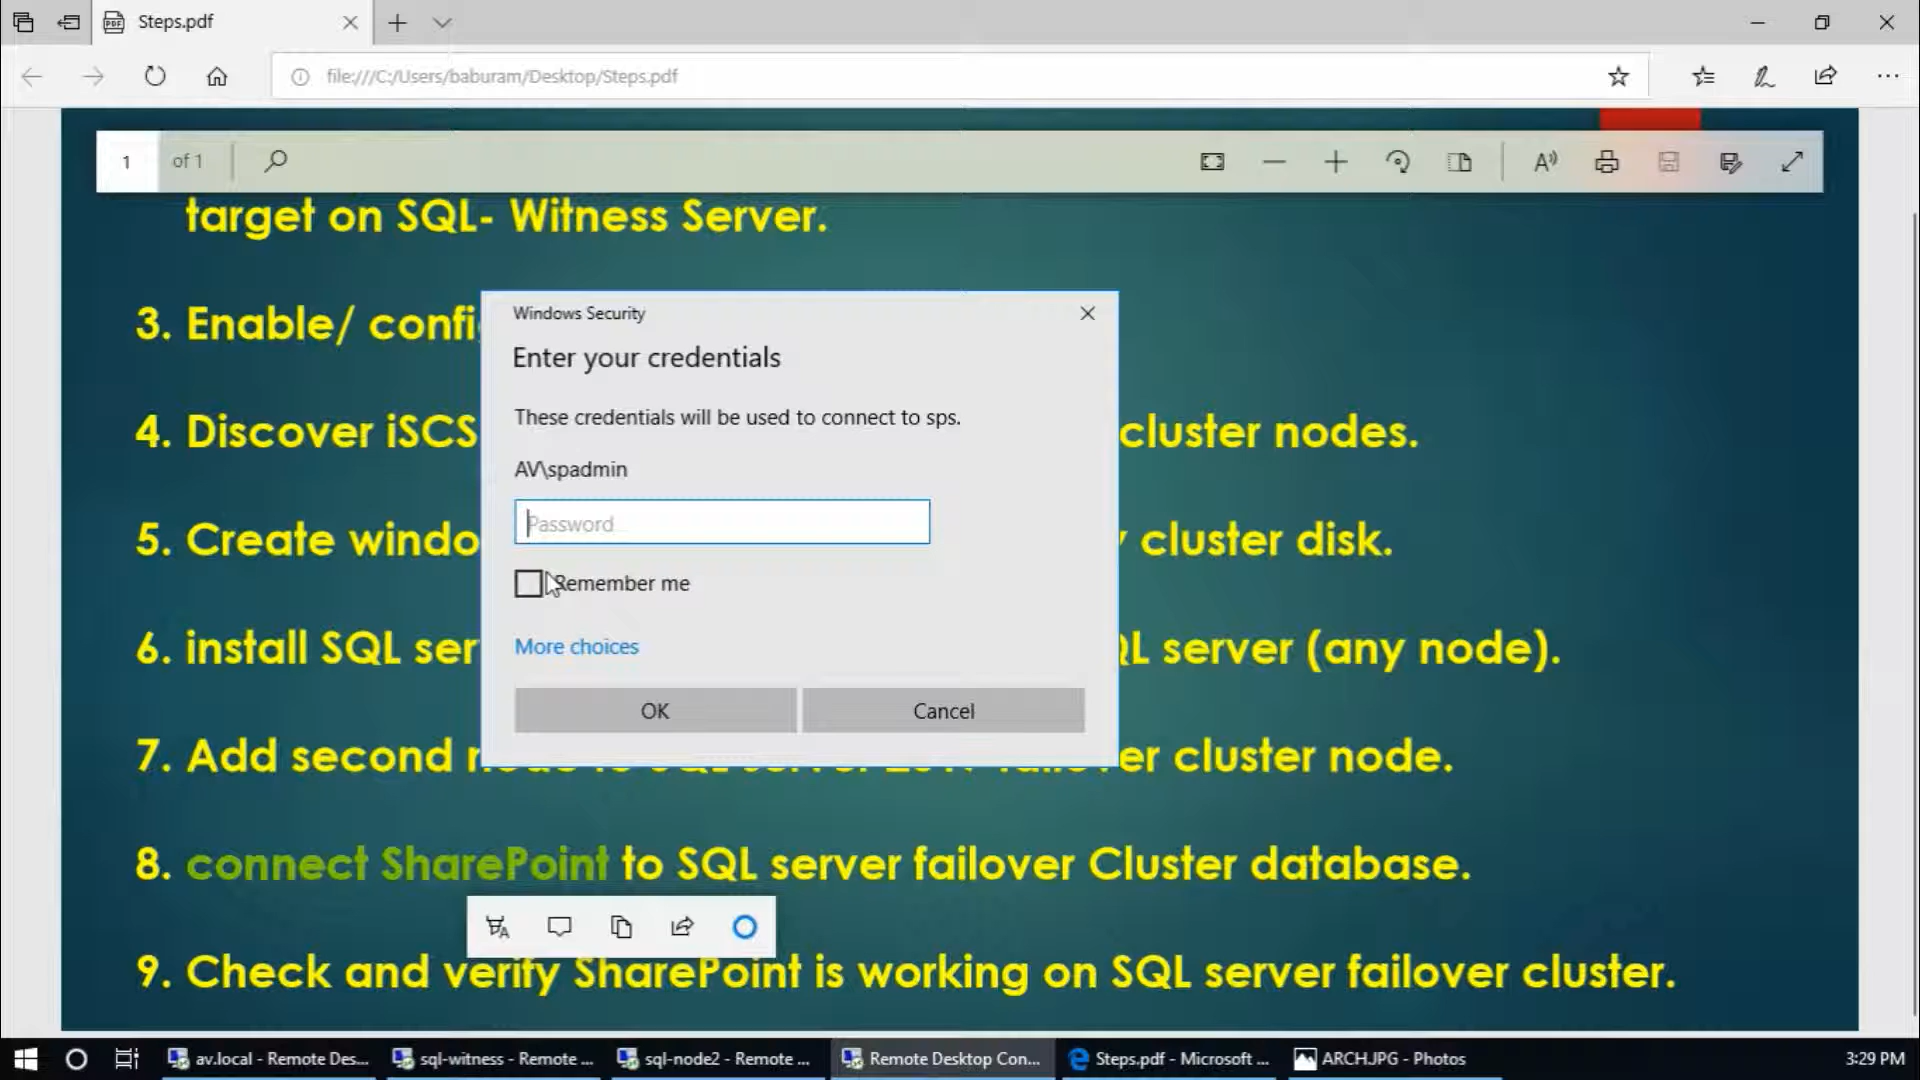 Steps.pdf
file:///C:/Users/baburam/Desktop/Steps.pdf
1 of 1
target on SQL- Witness Server.
3. Enable/
4. Discover cluster nodes.
5. Create cluster disk.
6. install SQL server (any node).
7. Add second cluster node.
8. connect SharePoint to SQL server failover Cluster database.
9. Check and verify SharePoint is working on SQL server failover cluster.
Windows Security
Enter your credentials
These credentials will be used to connect to sps.
AV\spadmin
Password
Remember me
More choices
OK Cancel
av.local - Remote Des... sql-witness - Remote ... sql-node2 - Remote ... Remote Desktop Con... Steps.pdf - Microsoft ... ARCH.JPG - Photos 3:29 PM